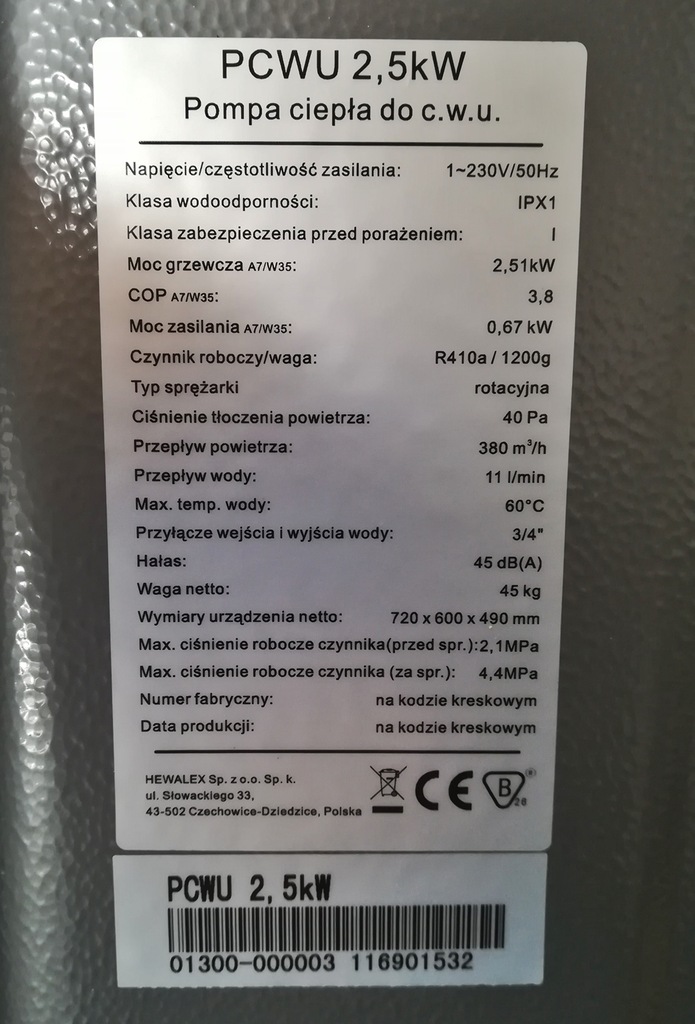 PCWU 2,5kW
Pompa ciepła do c.w.u.
Napięcie/częstotliwość zasilania: 1~230V/50Hz
Klasa wodoodporności: IPX1
Klasa zabezpieczenia przed porażeniem: I
Moc grzewcza A7/W35: 2,51kW
COP A7/W35: 3,8
Moc zasilania A7/W35: 0,67 kW
Czynnik roboczy/waga: R410a / 1200g
Typ sprężarki rotacyjna
Ciśnienie tłoczenia powietrza: 40 Pa
Przepływ powietrza: 380 m³/h
Przepływ wody: 11 l/min
Max. temp. wody: 60°C
Przyłącze wejścia i wyjścia wody: 3/4"
Hałas: 45 dB(A)
Waga netto: 45 kg
Wymiary urządzenia netto: 720 x 600 x 490 mm
Max. ciśnienie robocze czynnika(przed spr.):2,1MPa
Max. ciśnienie robocze czynnika (za spr.): 4,4MPa
Numer fabryczny: na kodzie kreskowym
Data produkcji: na kodzie kreskowym
HEWALEX Sp. z o.o. Sp. k.
ul. Słowackiego 33,
43-502 Czechowice-Dziedzice, Polska
CE B® 26
PCWU 2,5kW
01300-000003 116901532